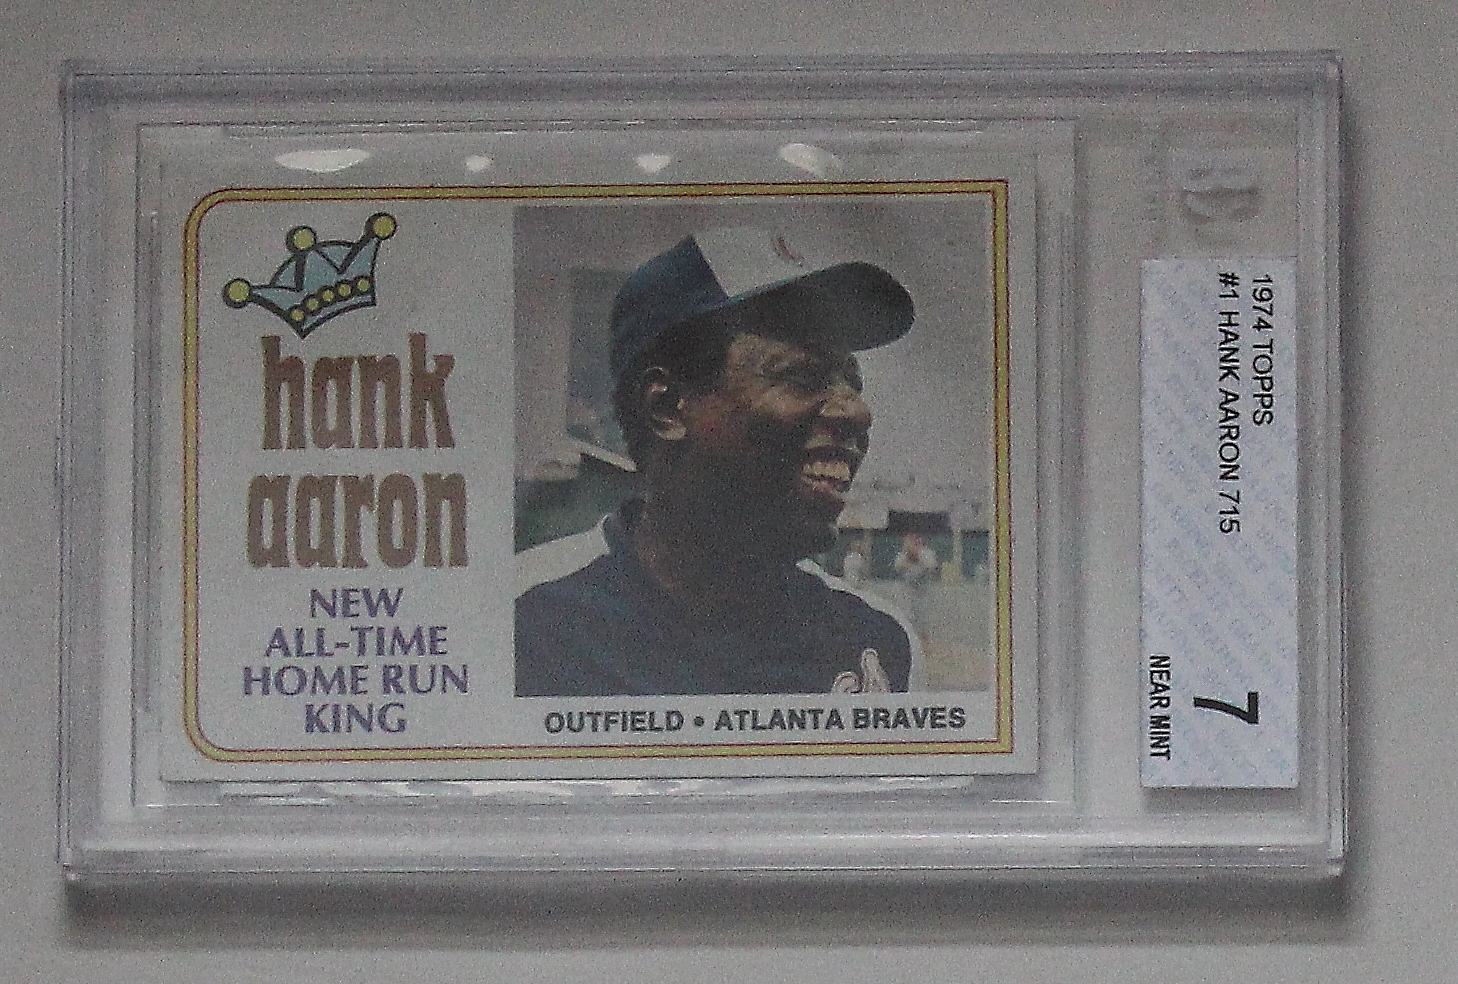 hank
aaron
NEW
ALL-TIME
HOME RUN
KING
OUTFIELD • ATLANTA BRAVES
1974 TOPPS
#1 HANK AARON 715
7
NEAR MINT